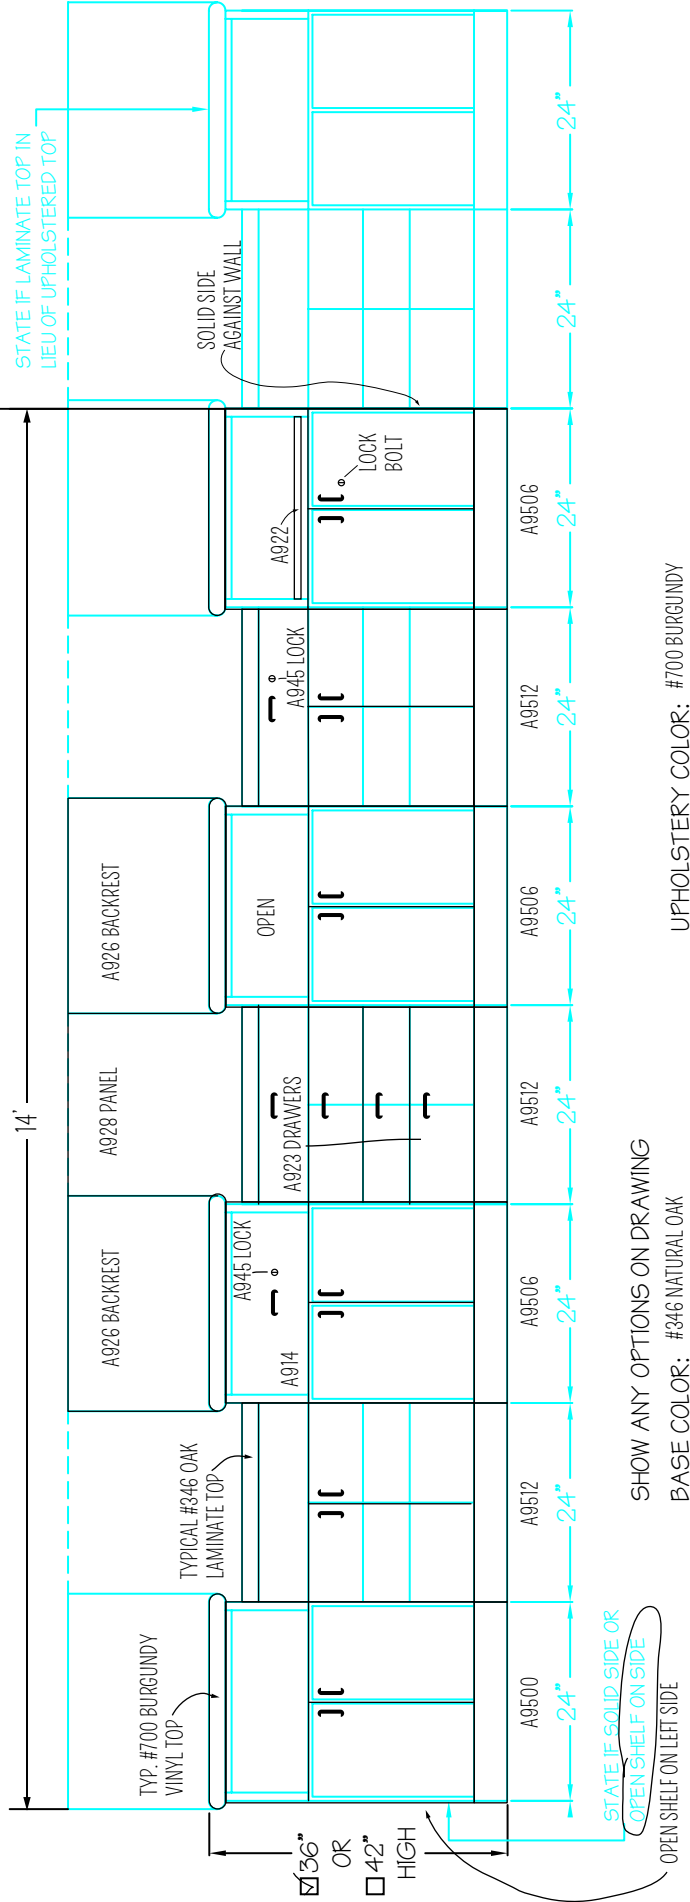 STATE IF LAMINATE TOP IN
LIEU OF UPHOLSTERED TOP
14'
A926 BACKREST
A928 PANEL
A926 BACKREST
SOLID SIDE
AGAINST WALL
TYP. #700 BURGUNDY
VINYL TOP
TYPICAL #346 OAK
LAMINATE TOP
A945 LOCK
A914
A923 DRAWERS
OPEN
A945 LOCK
A922
LOCK
BOLT
36"
OR
42"
HIGH
A9500
A9512
A9506
A9512
A9506
A9512
A9506
24"
24"
24"
24"
24"
24"
24"
24"
24"
STATE IF SOLID SIDE OR
OPEN SHELF ON SIDE
OPEN SHELF ON LEFT SIDE
SHOW ANY OPTIONS ON DRAWING
BASE COLOR: #346 NATURAL OAK
UPHOLSTERY COLOR: #700 BURGUNDY